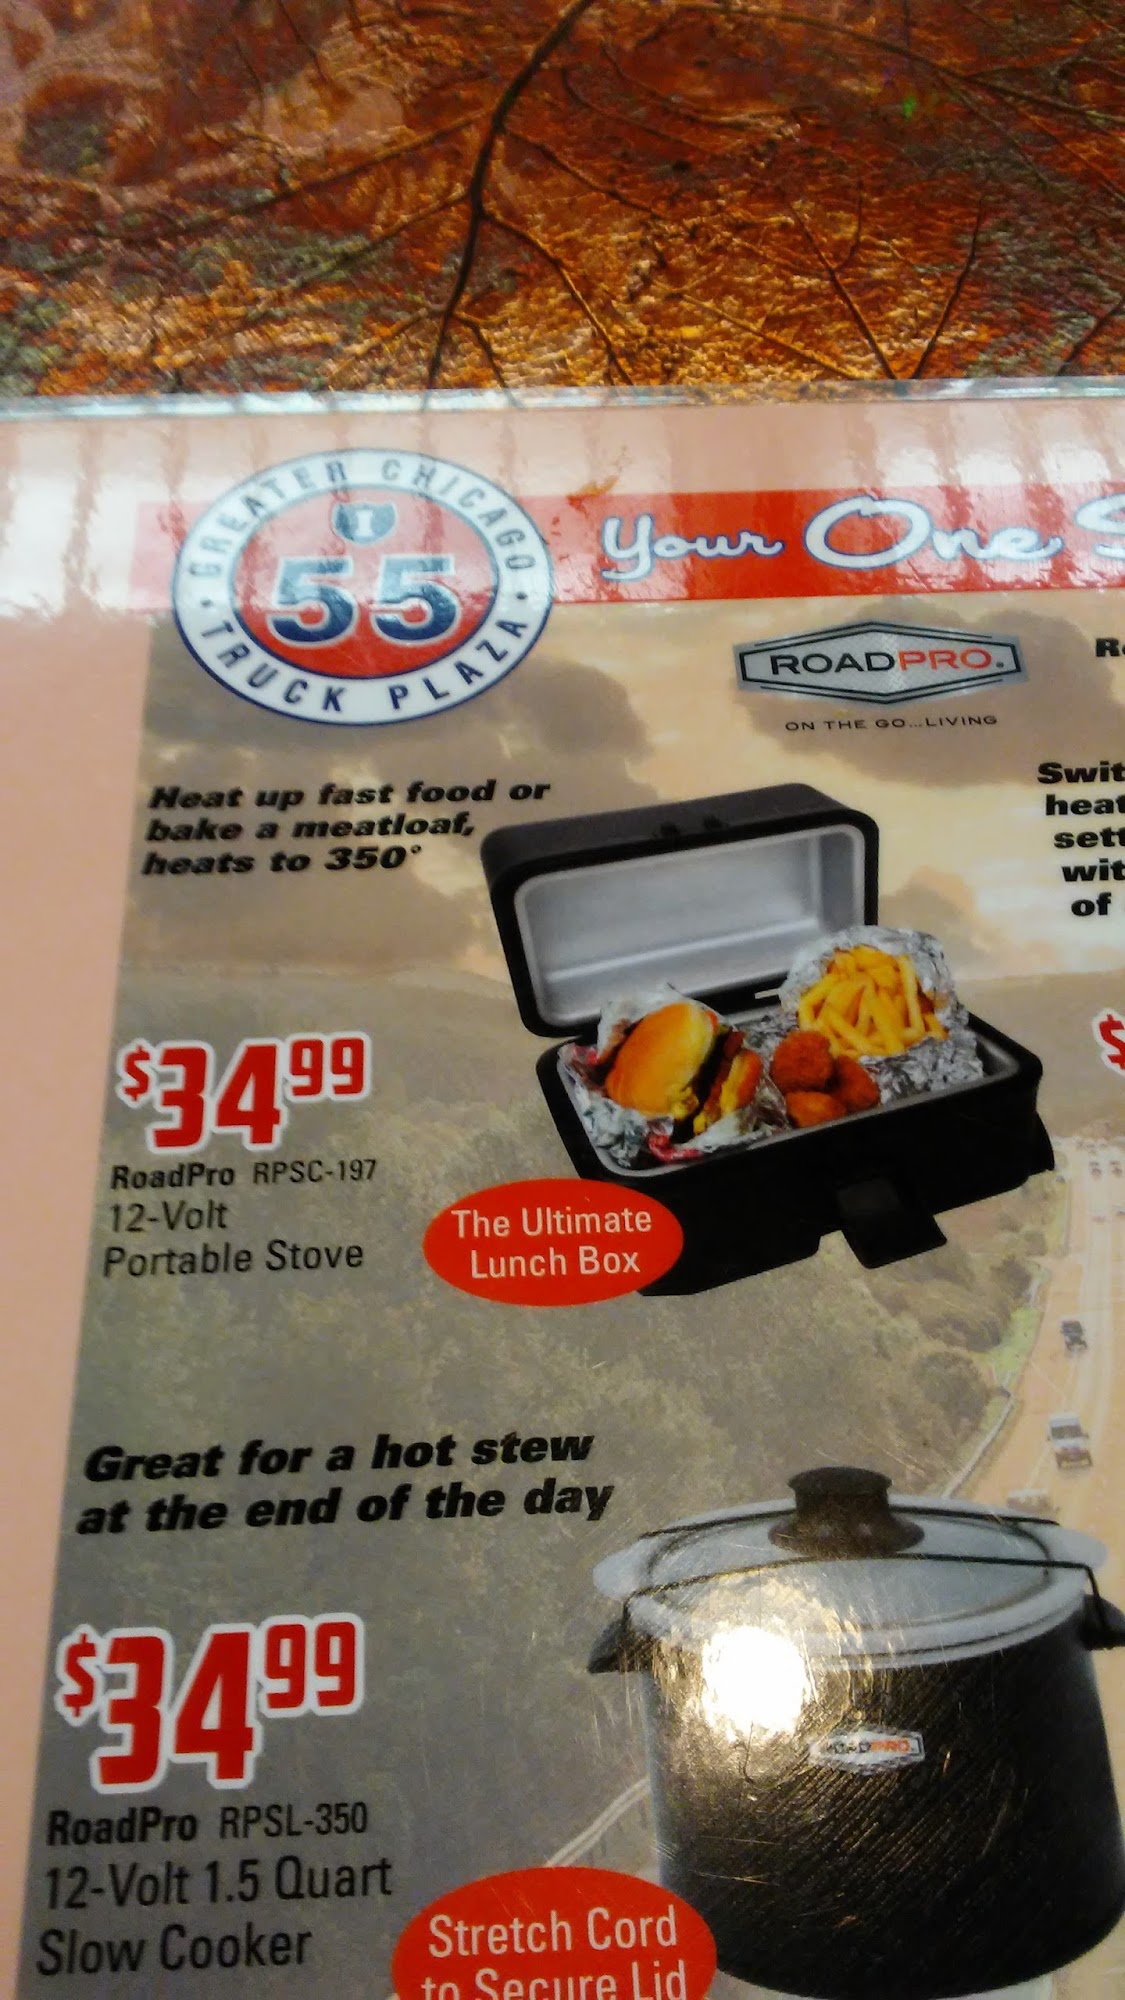 GREATER CHICAGO
I
55
TRUCK PLAZA
Your One
ROADPRO.
ON THE GO...LIVING
Heat up fast food or
bake a meatloaf,
heats to 350°
$34.99
RoadPro RPSC-197
12-Volt
Portable Stove
The Ultimate
Lunch Box
of
$
Great for a hot stew
at the end of the day
$34.99
RoadPro RPSL-350
12-Volt 1.5 Quart
Slow Cooker
ROADPRO.
Stretch Cord
to Secure Lid